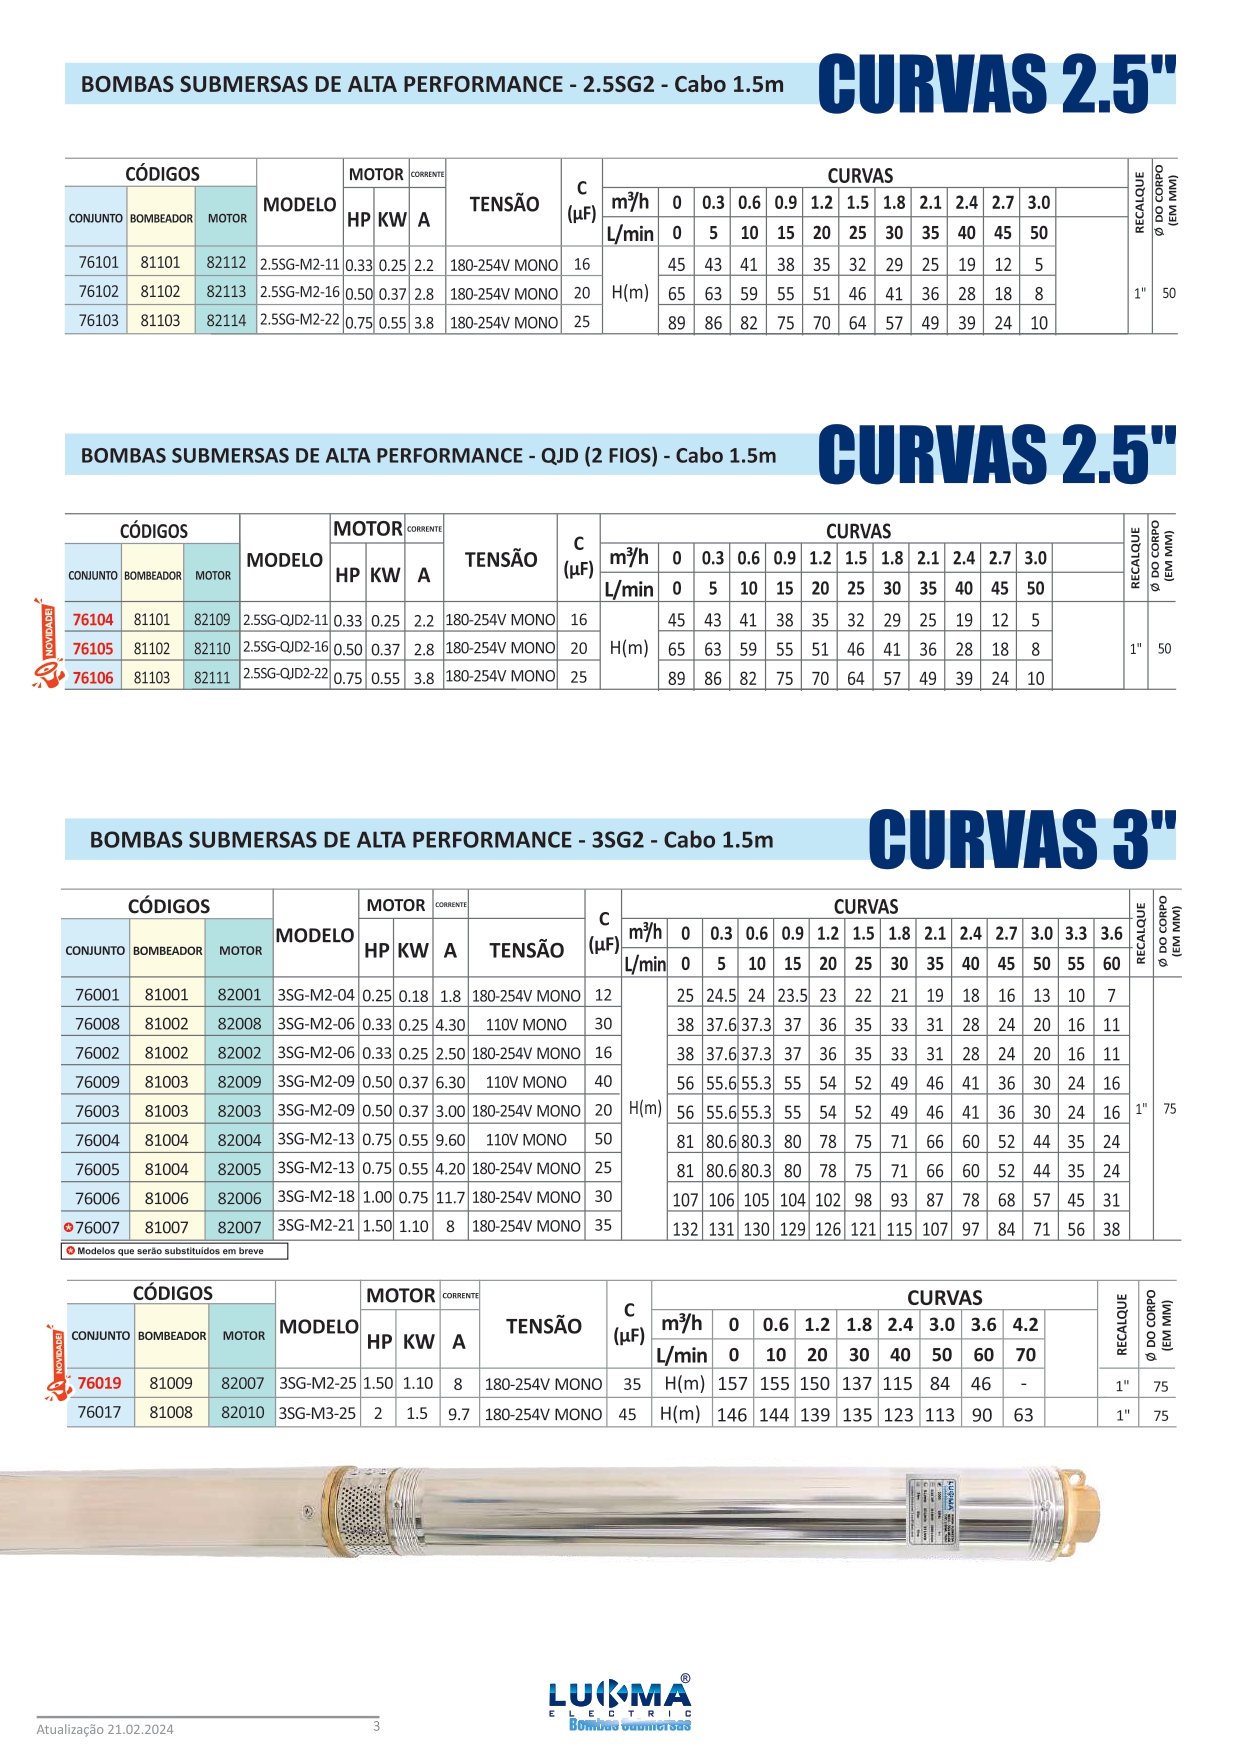 BOMBAS SUBMERSAS DE ALTA PERFORMANCE - 2.5SG2 - Cabo 1.5m CURVAS 2.5"
CÓDIGOS MODELO MOTOR CORRENTE TENSÃO C (µF) CURVAS RECALQUE Ø DO CORPO (EM MM)
CONJUNTO BOMBEADOR MOTOR HP KW A m³/h 0 0.3 0.6 0.9 1.2 1.5 1.8 2.1 2.4 2.7 3.0
L/min 0 5 10 15 20 25 30 35 40 45 50
76101 81101 82112 2.5SG-M2-11 0.33 0.25 2.2 180-254V MONO 16 45 43 41 38 35 32 29 25 19 12 5
76102 81102 82113 2.5SG-M2-16 0.50 0.37 2.8 180-254V MONO 20 H(m) 65 63 59 55 51 46 41 36 28 18 8 1" 50
76103 81103 82114 2.5SG-M2-22 0.75 0.55 3.8 180-254V MONO 25 89 86 82 75 70 64 57 49 39 24 10
BOMBAS SUBMERSAS DE ALTA PERFORMANCE - QJD (2 FIOS) - Cabo 1.5m CURVAS 2.5"
CÓDIGOS MODELO MOTOR CORRENTE TENSÃO C (µF) CURVAS RECALQUE Ø DO CORPO (EM MM)
CONJUNTO BOMBEADOR MOTOR HP KW A m³/h 0 0.3 0.6 0.9 1.2 1.5 1.8 2.1 2.4 2.7 3.0
L/min 0 5 10 15 20 25 30 35 40 45 50
NOVIDADE!
76104 81101 82109 2.5SG-QJD2-11 0.33 0.25 2.2 180-254V MONO 16 45 43 41 38 35 32 29 25 19 12 5
76105 81102 82110 2.5SG-QJD2-16 0.50 0.37 2.8 180-254V MONO 20 H(m) 65 63 59 55 51 46 41 36 28 18 8 1" 50
76106 81103 82111 2.5SG-QJD2-22 0.75 0.55 3.8 180-254V MONO 25 89 86 82 75 70 64 57 49 39 24 10
BOMBAS SUBMERSAS DE ALTA PERFORMANCE - 3SG2 - Cabo 1.5m CURVAS 3"
CÓDIGOS MODELO MOTOR CORRENTE TENSÃO C (µF) CURVAS RECALQUE Ø DO CORPO (EM MM)
CONJUNTO BOMBEADOR MOTOR HP KW A m³/h 0 0.3 0.6 0.9 1.2 1.5 1.8 2.1 2.4 2.7 3.0 3.3 3.6
L/min 0 5 10 15 20 25 30 35 40 45 50 55 60
76001 81001 82001 3SG-M2-04 0.25 0.18 1.8 180-254V MONO 12 25 24.5 24 23.5 23 22 21 19 18 16 13 10 7
76008 81002 82008 3SG-M2-06 0.33 0.25 4.30 110V MONO 30 38 37.6 37.3 37 36 35 33 31 28 24 20 16 11
76002 81002 82002 3SG-M2-06 0.33 0.25 2.50 180-254V MONO 16 38 37.6 37.3 37 36 35 33 31 28 24 20 16 11
76009 81003 82009 3SG-M2-09 0.50 0.37 6.30 110V MONO 40 56 55.6 55.3 55 54 52 49 46 41 36 30 24 16
76003 81003 82003 3SG-M2-09 0.50 0.37 3.00 180-254V MONO 20 H(m) 56 55.6 55.3 55 54 52 49 46 41 36 30 24 16 1" 75
76004 81004 82004 3SG-M2-13 0.75 0.55 9.60 110V MONO 50 81 80.6 80.3 80 78 75 71 66 60 52 44 35 24
76005 81004 82005 3SG-M2-13 0.75 0.55 4.20 180-254V MONO 25 81 80.6 80.3 80 78 75 71 66 60 52 44 35 24
76006 81006 82006 3SG-M2-18 1.00 0.75 11.7 180-254V MONO 30 107 106 105 104 102 98 93 87 78 68 57 45 31
76007 81007 82007 3SG-M2-21 1.50 1.10 8 180-254V MONO 35 132 131 130 129 126 121 115 107 97 84 71 56 38
Modelos que serão substituídos em breve
CÓDIGOS MODELO MOTOR CORRENTE TENSÃO C (µF) CURVAS RECALQUE Ø DO CORPO (EM MM)
CONJUNTO BOMBEADOR MOTOR HP KW A m³/h 0 0.6 1.2 1.8 2.4 3.0 3.6 4.2
L/min 0 10 20 30 40 50 60 70
NOVIDADE!
76019 81009 82007 3SG-M2-25 1.50 1.10 8 180-254V MONO 35 H(m) 157 155 150 137 115 84 46 - 1" 75
76017 81008 82010 3SG-M3-25 2 1.5 9.7 180-254V MONO 45 H(m) 146 144 139 135 123 113 90 63 1" 75
LUKMA
LUKMA®
ELECTRIC
Bombas Submersas
Atualização 21.02.2024 3